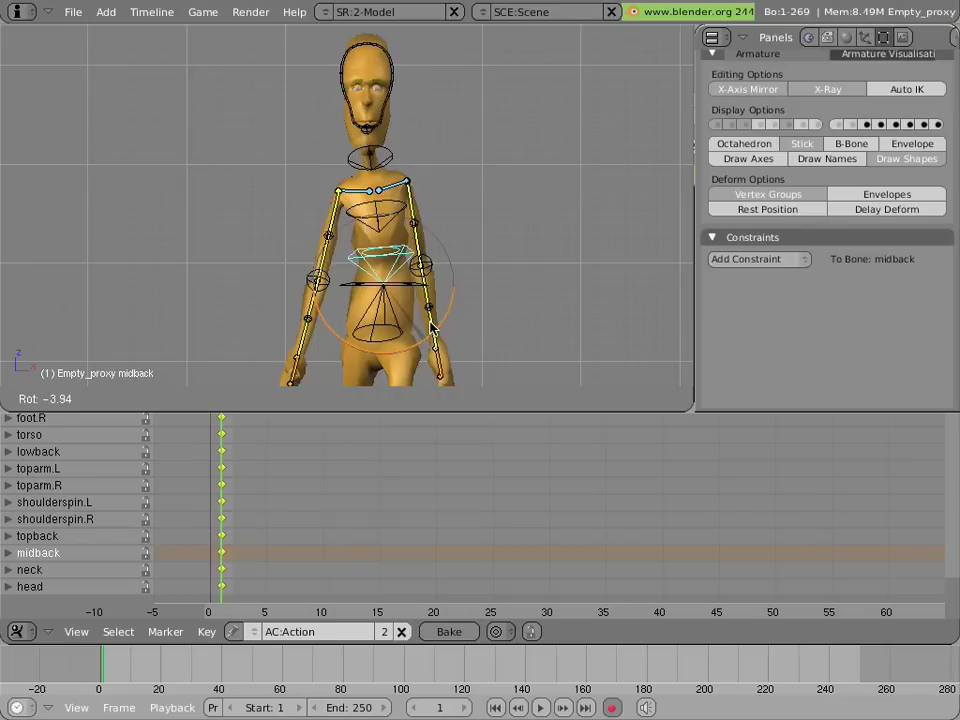 File Add Timeline Game Render Help SR:2-Model SCE:Scene www.blender.org 244 Bo:1-269 | Mem:8.49M Empty_proxy
Panels
Armature Armature Visualisati
Editing Options
X-Axis Mirror X-Ray Auto IK
Display Options
Octahedron Stick B-Bone Envelope
Draw Axes Draw Names Draw Shapes
Deform Options
Vertex Groups Envelopes
Rest Position Delay Deform
Constraints
Add Constraint To Bone: midback
z
x
(1) Empty_proxy midback
Rot: -3.94
foot.R
torso
lowback
toparm.L
toparm.R
shoulderspin.L
shoulderspin.R
topback
midback
neck
head
-10 -5 0 5 10 15 20 25 30 35 40 45 50 55 60
View Select Marker Key AC:Action 2 Bake
-20 0 20 40 60 80 100 120 140 160 180 200 220 240 260 280
View Frame Playback Pr Start: 1 End: 250 1